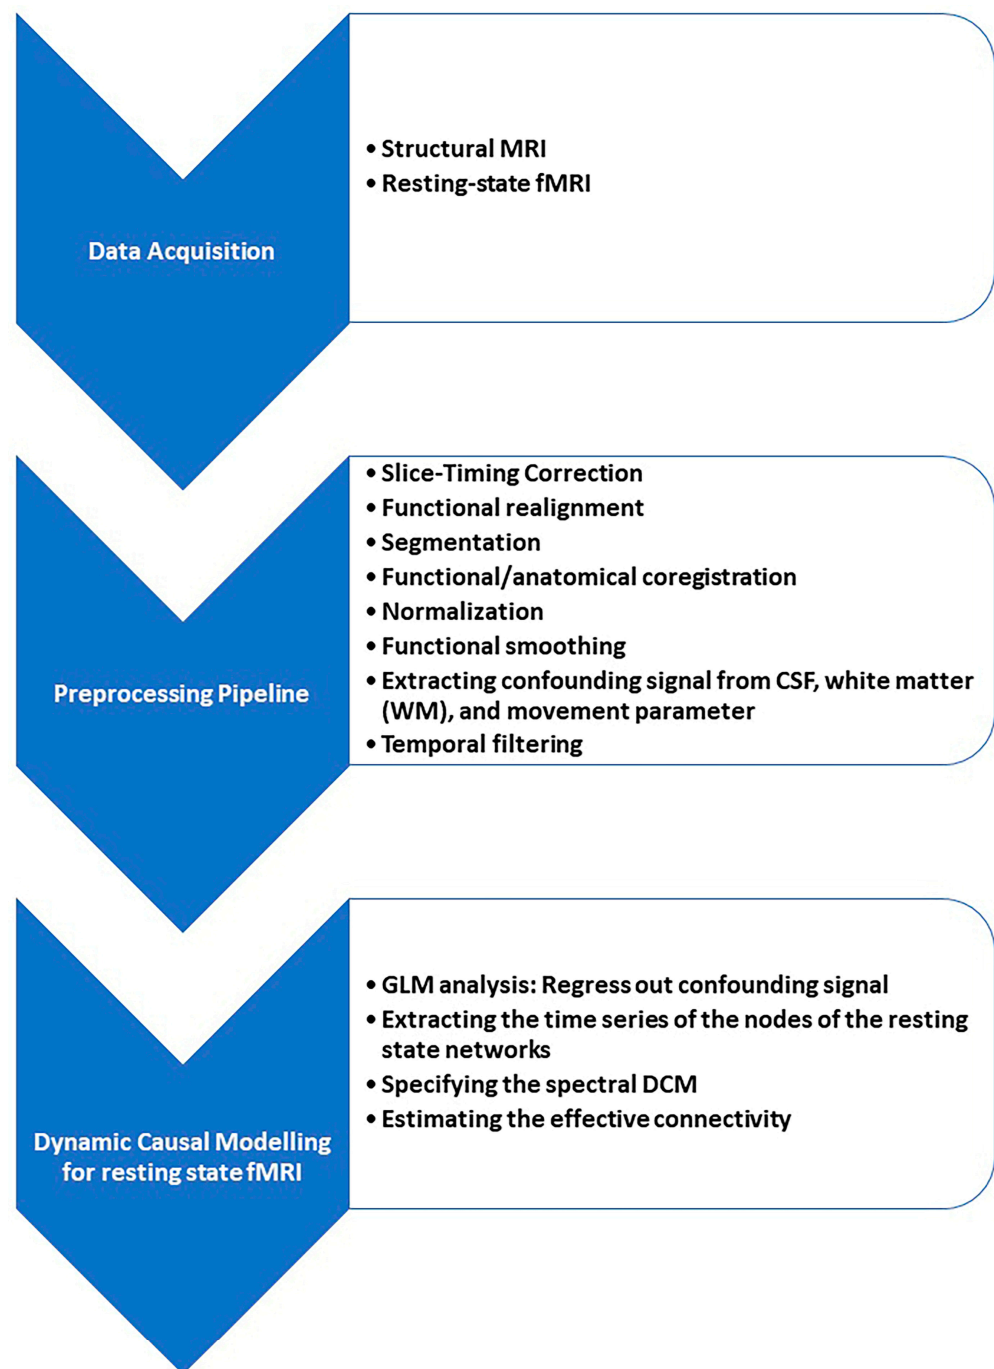 Data Acquisition
• Structural MRI
• Resting-state fMRI
Preprocessing Pipeline
• Slice-Timing Correction
• Functional realignment
• Segmentation
• Functional/anatomical coregistration
• Normalization
• Functional smoothing
• Extracting confounding signal from CSF, white matter
(WM), and movement parameter
• Temporal filtering
Dynamic Causal Modelling
for resting state fMRI
• GLM analysis: Regress out confounding signal
• Extracting the time series of the nodes of the resting
state networks
• Specifying the spectral DCM
• Estimating the effective connectivity